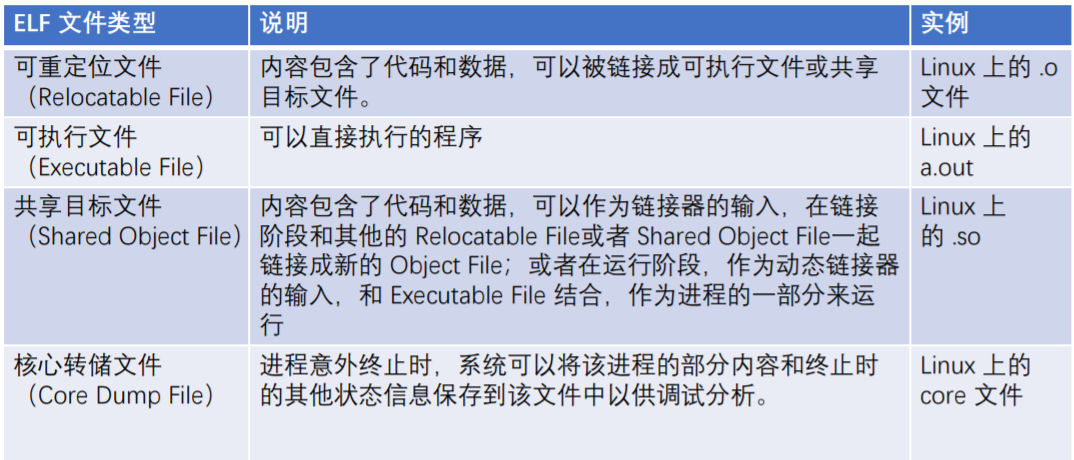 ELF 文件类型
说明
实例
可重定位文件
（Relocatable File）
内容包含了代码和数据，可以被链接成可执行文件或共享
目标文件。
Linux 上的 .o
文件
可执行文件
（Executable File）
可以直接执行的程序
Linux 上的
a.out
共享目标文件
（Shared Object File）
内容包含了代码和数据，可以作为链接器的输入，在链接
阶段和其他的 Relocatable File或者 Shared Object File一起
链接成新的 Object File；或者在运行阶段，作为动态链接器
的输入，和 Executable File 结合，作为进程的一部分来运
行
Linux 上
的 .so
核心转储文件
（Core Dump File）
进程意外终止时，系统可以将该进程的部分内容和终止时
的其他状态信息保存到该文件中以供调试分析。
Linux 上的
core 文件